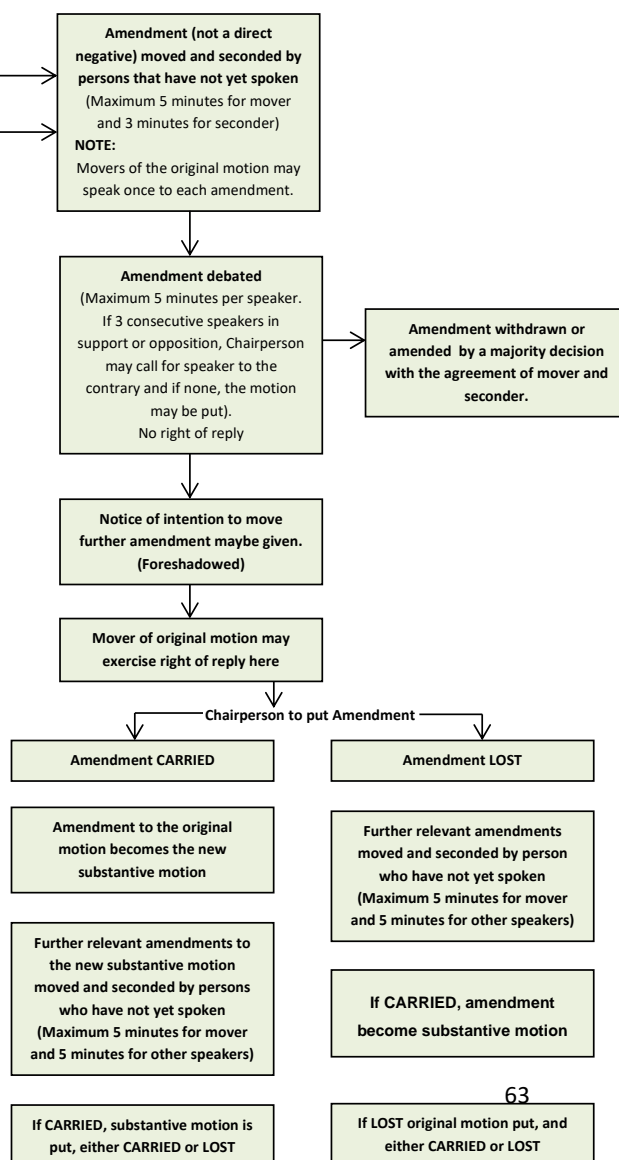 Amendment (not a direct
negative) moved and seconded by
persons that have not yet spoken
(Maximum 5 minutes for mover
and 3 minutes for seconder)
NOTE:
Movers of the original motion may
speak once to each amendment.
Amendment debated
(Maximum 5 minutes per speaker.
If 3 consecutive speakers in
support or opposition, Chairperson
may call for speaker to the
contrary and if none, the motion
may be put).
No right of reply
Amendment withdrawn or
amended by a majority decision
with the agreement of mover and
seconder.
Notice of intention to move
further amendment maybe given.
(Foreshadowed)
Mover of original motion may
exercise right of reply here
Chairperson to put Amendment
Amendment CARRIED
Amendment to the original
motion becomes the new
substantive motion
Further relevant amendments to
the new substantive motion
moved and seconded by persons
who have not yet spoken
(Maximum 5 minutes for mover
and 5 minutes for other speakers)
If CARRIED, substantive motion is
put, either CARRIED or LOST
Amendment LOST
Further relevant amendments
moved and seconded by person
who have not yet spoken
(Maximum 5 minutes for mover
and 5 minutes for other speakers)
If CARRIED, amendment
become substantive motion
63
If LOST original motion put, and
either CARRIED or LOST